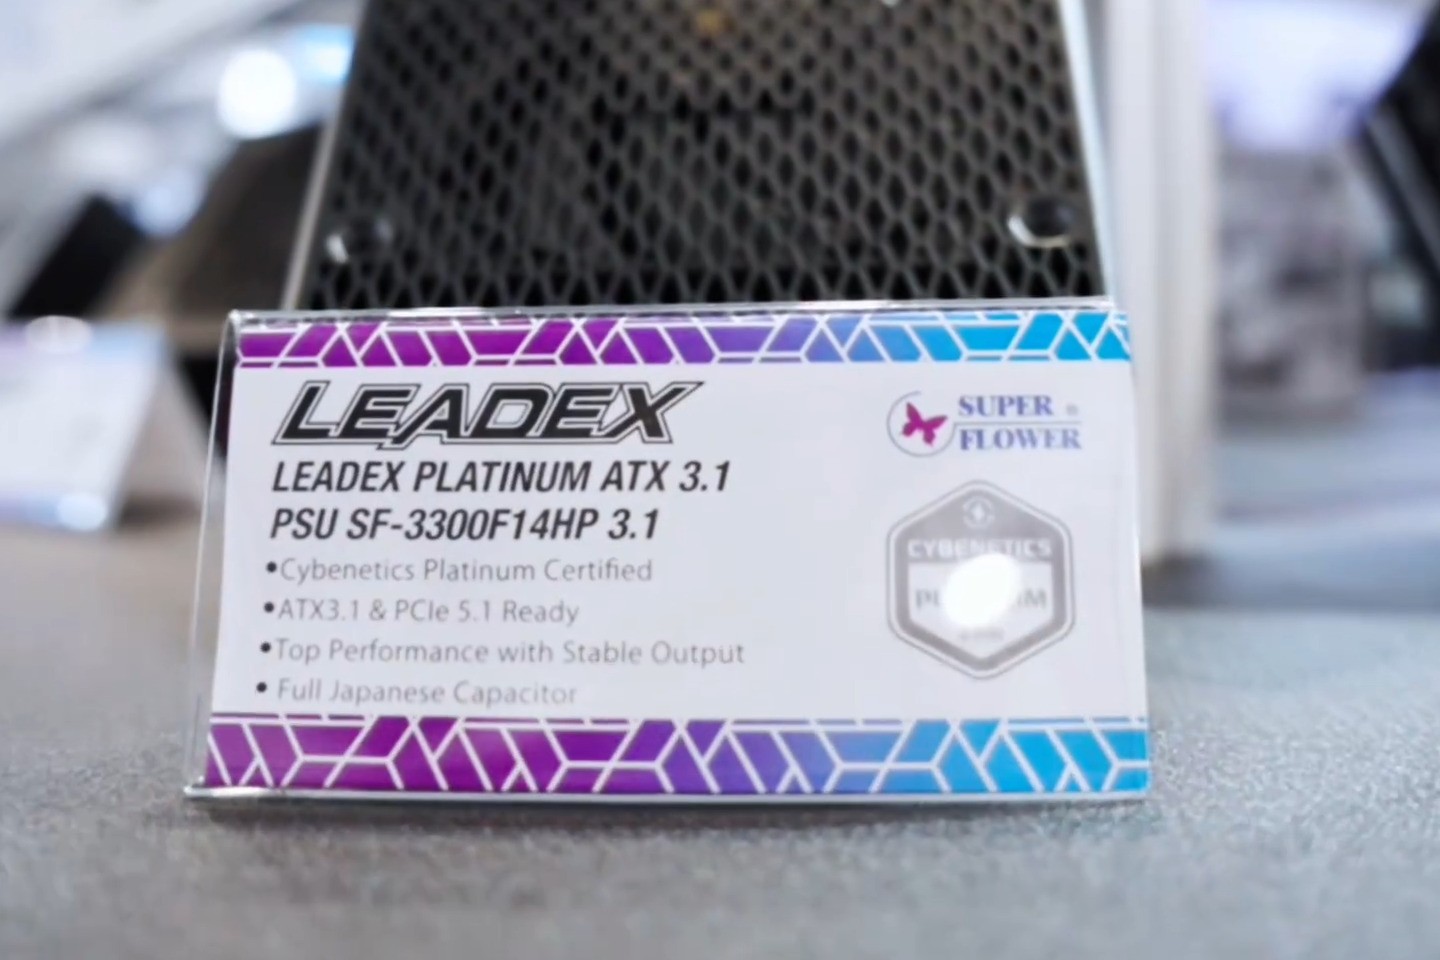 LEADEX
SUPER ®
FLOWER
LEADEX PLATINUM ATX 3.1
PSU SF-3300F14HP 3.1
•Cybenetics Platinum Certified
•ATX3.1 & PCIe 5.1 Ready
•Top Performance with Stable Output
• Full Japanese Capacitor
CYBENETICS